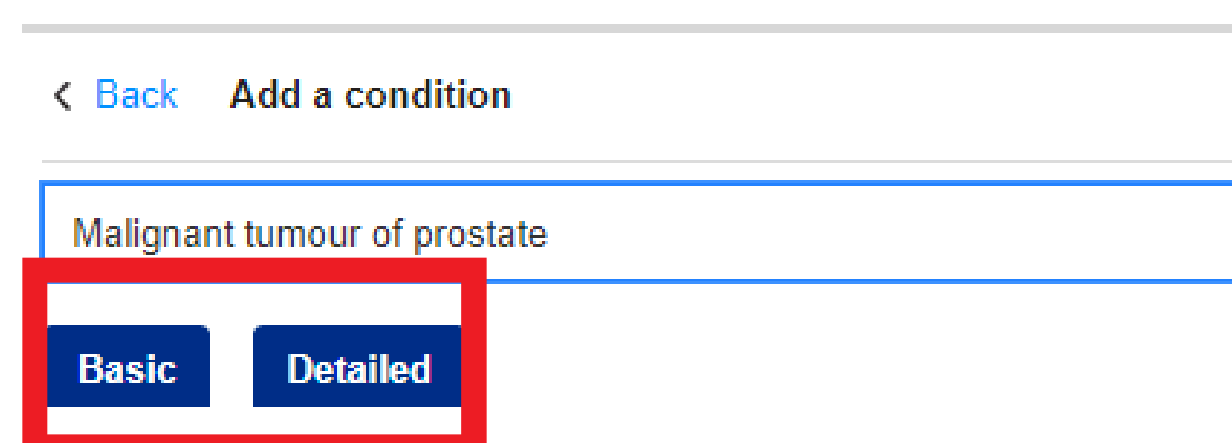 Back Add a condition
Malignant tumour of prostate
Basic Detailed